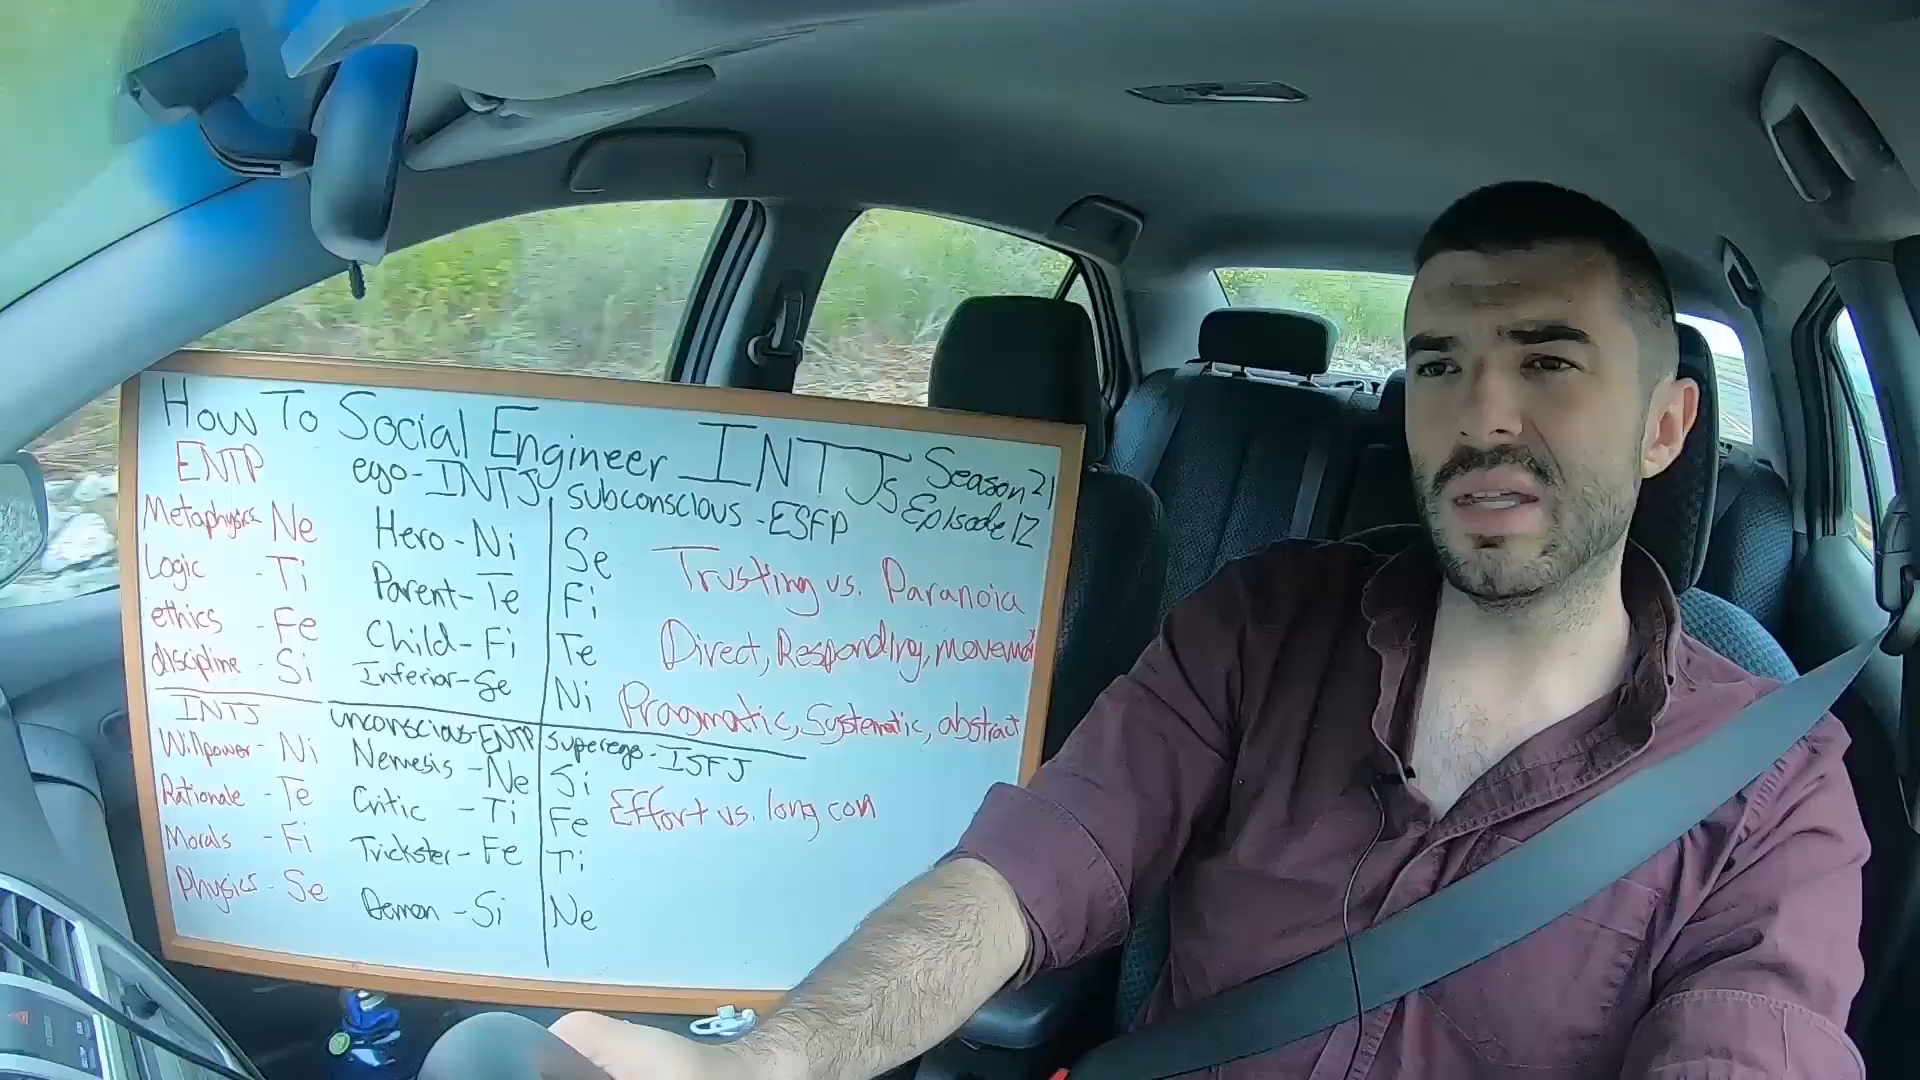 How To Social Engineer INTJs Season 21
Episode 12
ENTP
Metaphysics Ne
Logic - Ti
ethics - Fe
discipline - Si
INTJ
Willpower - Ni
Rationale - Te
Morals - Fi
Physics - Se
ego - INTJ
Hero - Ni
Parent - Te
Child - Fi
Inferior - Se
subconscious - ESFP
Se
Fi
Te
Ni
unconscious - ENTP
Nemesis - Ne
Critic - Ti
Trickster - Fe
Demon - Si
superego - ISFJ
Si
Fe
Ti
Ne
Trusting vs. Paranoia
Direct, Responding, movement
Pragmatic, Systematic, abstract
Effort vs. long con